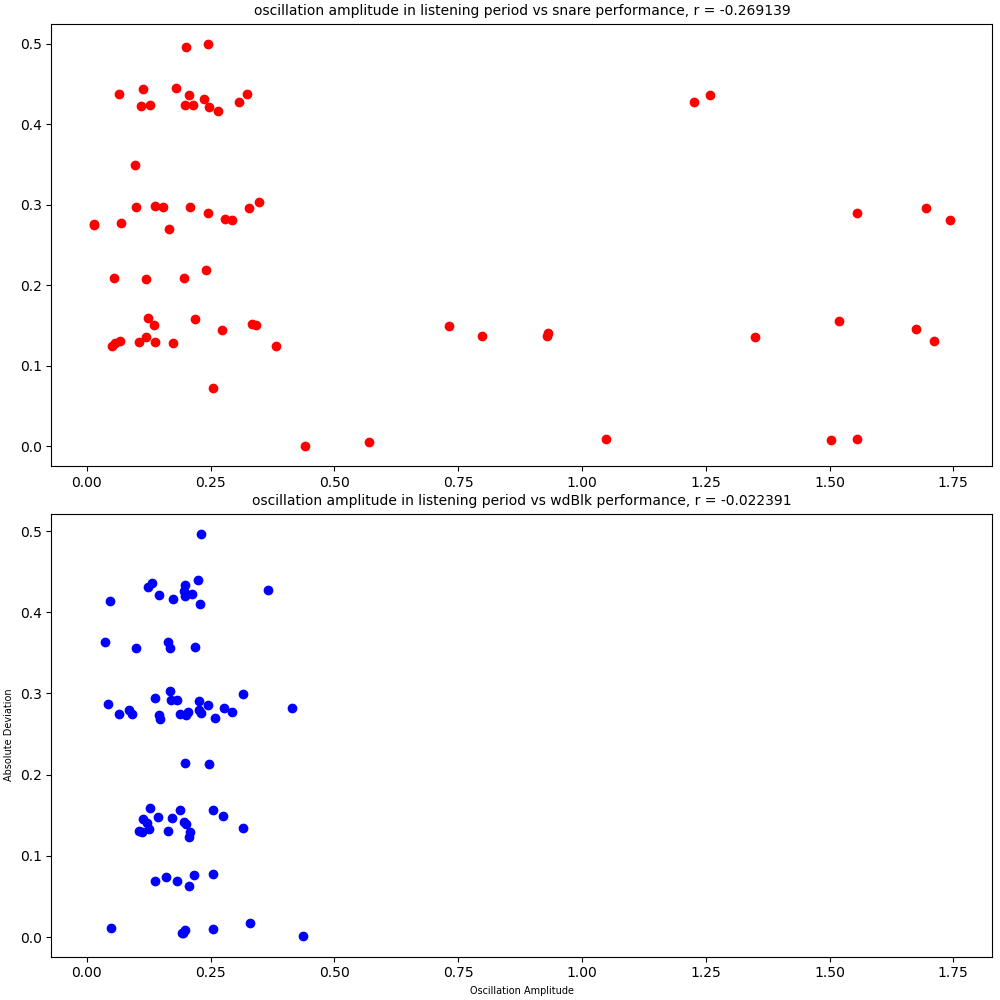 oscillation amplitude in listening period vs snare performance, r = -0.269139
0.5
0.4
0.3
0.2
0.1
0.0
0.00 0.25 0.50 0.75 1.00 1.25 1.50 1.75
oscillation amplitude in listening period vs wdBlk performance, r = -0.022391
0.5
0.4
0.3
0.2
0.1
0.0
Absolute Deviation
0.00 0.25 0.50 0.75 1.00 1.25 1.50 1.75
Oscillation Amplitude